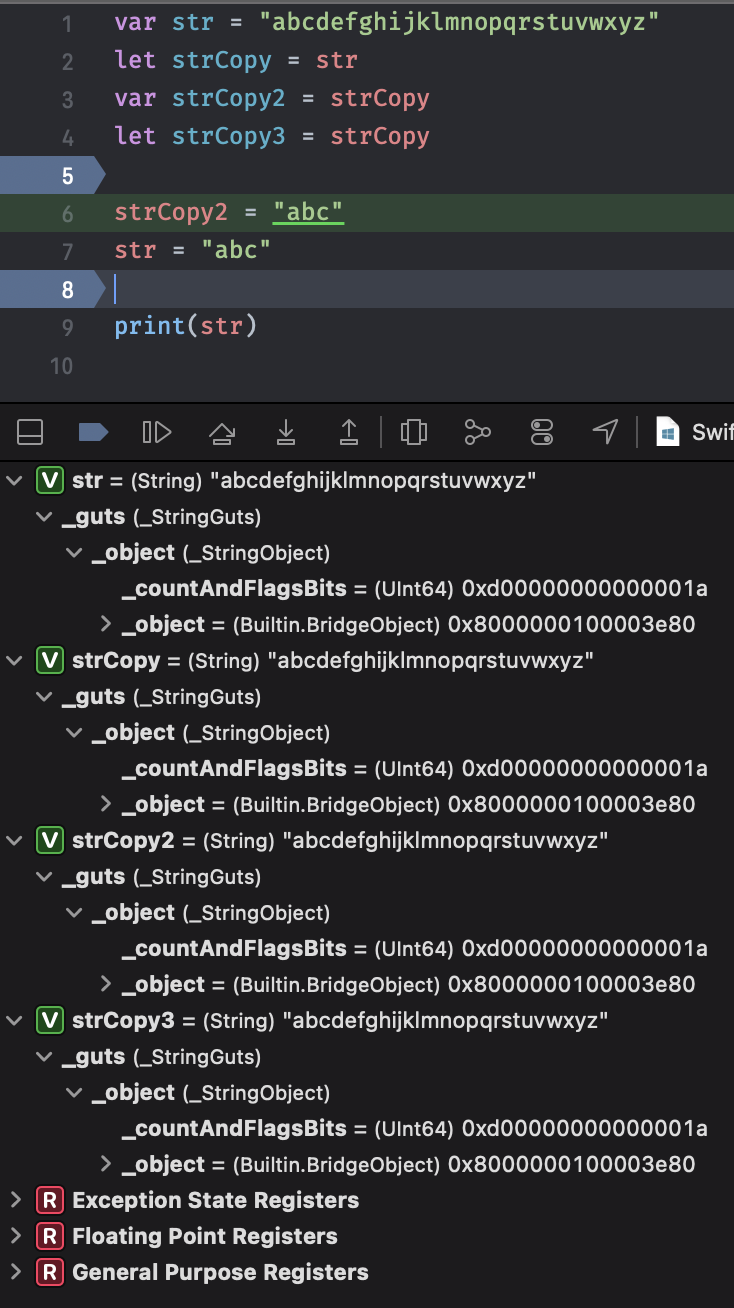 1 var str = "abcdefghijklmnopqrstuvwxyz"
2 let strCopy = str
3 var strCopy2 = strCopy
4 let strCopy3 = strCopy
5
6 strCopy2 = "abc"
7 str = "abc"
8
9 print(str)
10
Swif
V str = (String) "abcdefghijklmnopqrstuvwxyz"
_guts (_StringGuts)
_object (_StringObject)
_countAndFlagsBits = (UInt64) 0xd00000000000001a
_object = (Builtin.BridgeObject) 0x8000000100003e80
V strCopy = (String) "abcdefghijklmnopqrstuvwxyz"
_guts (_StringGuts)
_object (_StringObject)
_countAndFlagsBits = (UInt64) 0xd00000000000001a
_object = (Builtin.BridgeObject) 0x8000000100003e80
V strCopy2 = (String) "abcdefghijklmnopqrstuvwxyz"
_guts (_StringGuts)
_object (_StringObject)
_countAndFlagsBits = (UInt64) 0xd00000000000001a
_object = (Builtin.BridgeObject) 0x8000000100003e80
V strCopy3 = (String) "abcdefghijklmnopqrstuvwxyz"
_guts (_StringGuts)
_object (_StringObject)
_countAndFlagsBits = (UInt64) 0xd00000000000001a
_object = (Builtin.BridgeObject) 0x8000000100003e80
R Exception State Registers
R Floating Point Registers
R General Purpose Registers